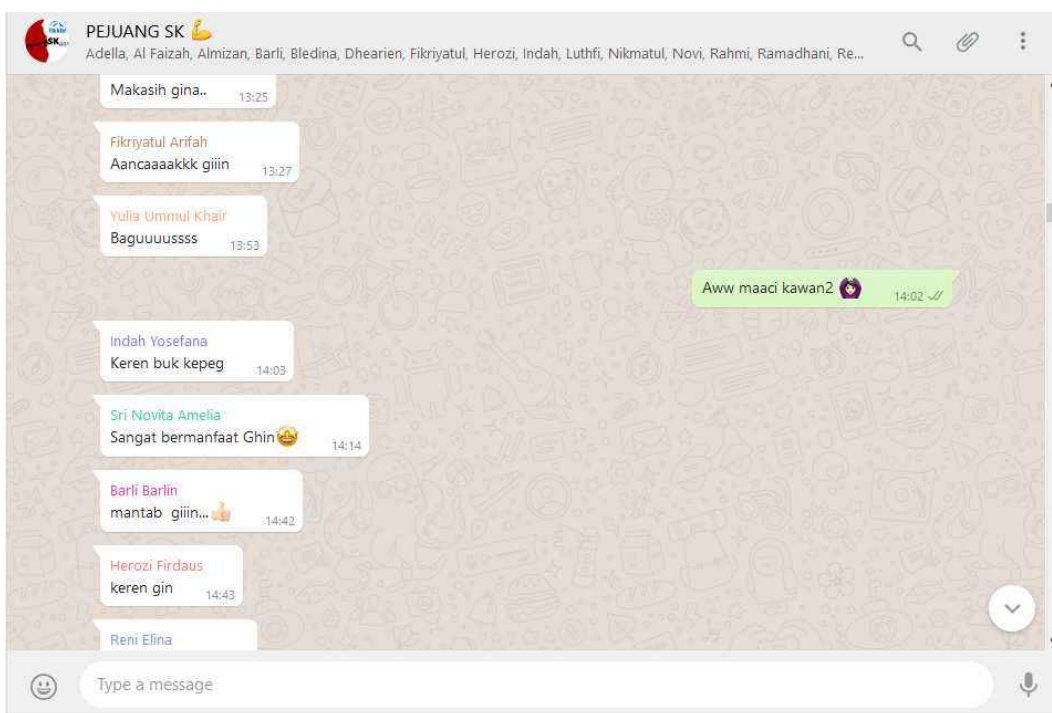 PEJUANG SK 💪
Adella, Al Faizah, Almizan, Barli, Bledina, Dhearien, Fikriyatul, Herozi, Indah, Luthfi, Nikmatul, Novi, Rahmi, Ramadhani, Re...
SK
Makasih gina..
13:25
Fikriyatul Arifah
Aancaaaakkk giiin
13:27
Yulia Ummul Khair
Baguuuussss
13:53
Aww maaci kawan2 🙆🏻
14:02
Indah Yosefana
Keren buk kepeg
14:03
Sri Novita Amelia
Sangat bermanfaat Ghin🤩
14:14
Barli Barlin
mantab giiin...👍🏻
14:42
Herozi Firdaus
keren gin
14:43
Reni Elina
Type a message